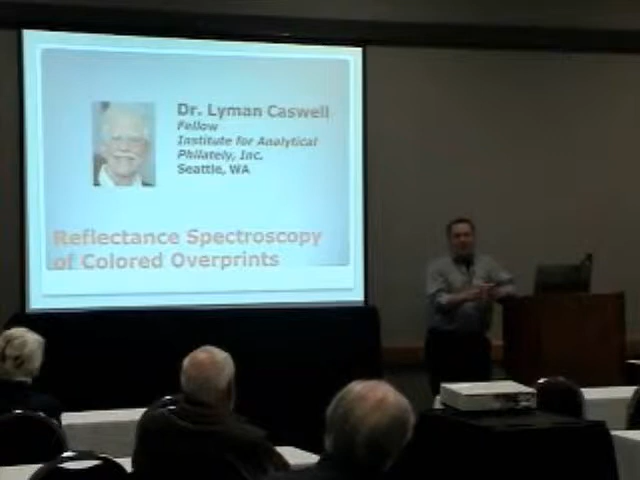 Dr. Lyman Caswell
Fellow
Institute for Analytical
Philately, Inc.
Seattle, WA
Reflectance Spectroscopy
of Colored Overprints